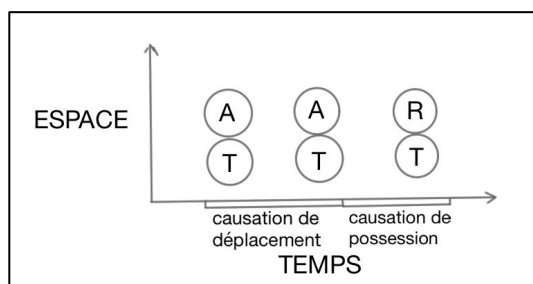 ESPACE
A A R
T T T
causation de causation de
déplacement possession
TEMPS